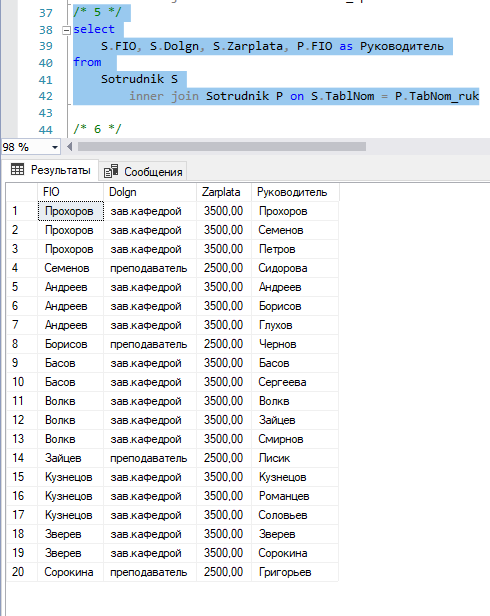 37 /* 5 */
38 select
39 S.FIO, S.Dolgn, S.Zarplata, P.FIO as Руководитель
40 from
41 Sotrudnik S
42 inner join Sotrudnik P on S.TablNom = P.TabNom_ruk
43
44 /* 6 */
98 %
Результаты Сообщения
FIO Dolgn Zarplata Руководитель
1 Прохоров зав.кафедрой 3500,00 Прохоров
2 Прохоров зав.кафедрой 3500,00 Семенов
3 Прохоров зав.кафедрой 3500,00 Петров
4 Семенов преподаватель 2500,00 Сидорова
5 Андреев зав.кафедрой 3500,00 Андреев
6 Андреев зав.кафедрой 3500,00 Борисов
7 Андреев зав.кафедрой 3500,00 Глухов
8 Борисов преподаватель 2500,00 Чернов
9 Басов зав.кафедрой 3500,00 Басов
10 Басов зав.кафедрой 3500,00 Сергеева
11 Волкв зав.кафедрой 3500,00 Волкв
12 Волкв зав.кафедрой 3500,00 Зайцев
13 Волкв зав.кафедрой 3500,00 Смирнов
14 Зайцев преподаватель 2500,00 Лисик
15 Кузнецов зав.кафедрой 3500,00 Кузнецов
16 Кузнецов зав.кафедрой 3500,00 Романцев
17 Кузнецов зав.кафедрой 3500,00 Соловьев
18 Зверев зав.кафедрой 3500,00 Зверев
19 Зверев зав.кафедрой 3500,00 Сорокина
20 Сорокина преподаватель 2500,00 Григорьев